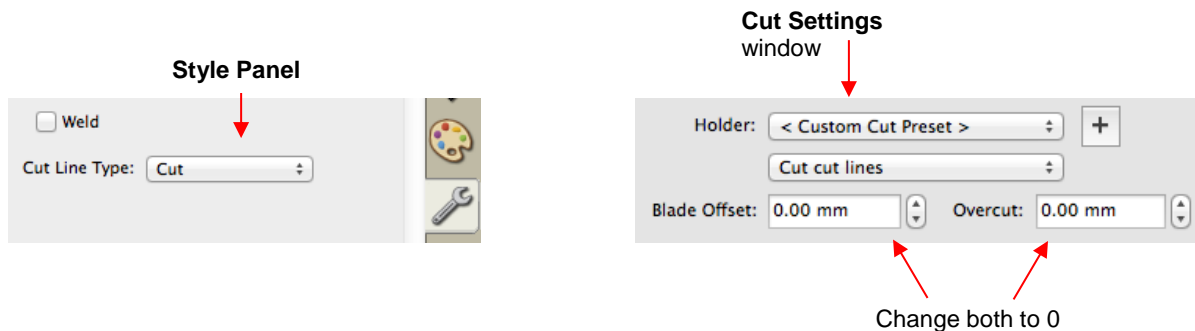 Style Panel
Weld
Cut Line Type: Cut
Cut Settings
window
Holder: < Custom Cut Preset > +
Cut cut lines
Blade Offset: 0.00 mm Overcut: 0.00 mm
Change both to 0